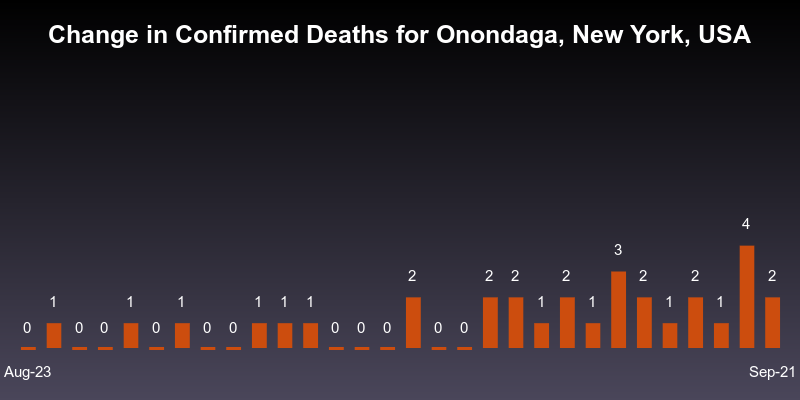 Change in Confirmed Deaths for Onondaga, New York, USA
4
3
2 2 2 2 2 2 2
1 1 1 1 1 1 1 1 1 1
0 0 0 0 0 0 0 0 0 0 0
Aug-23 Sep-21